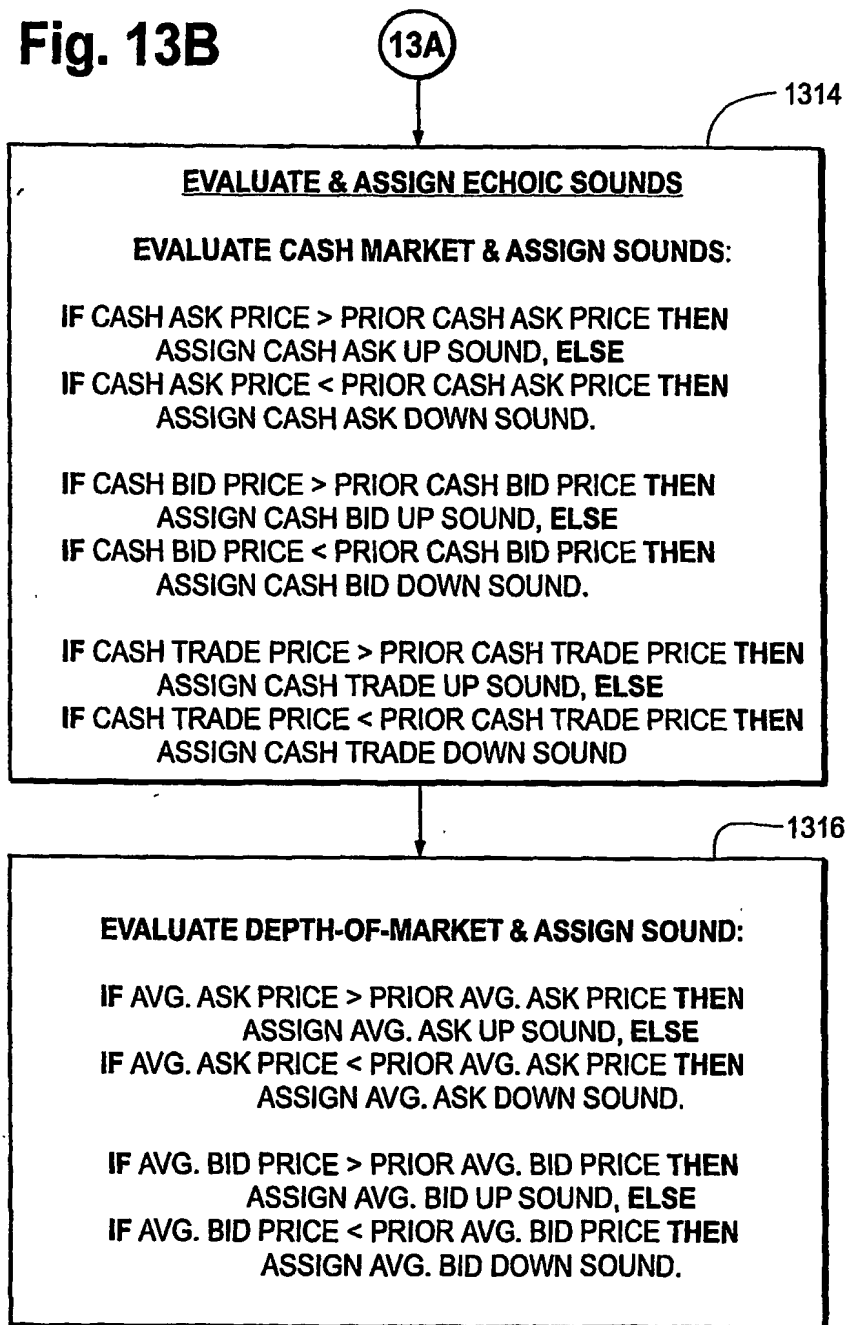 Fig. 13B
13A
1314
EVALUATE & ASSIGN ECHOIC SOUNDS
EVALUATE CASH MARKET & ASSIGN SOUNDS:
IF CASH ASK PRICE > PRIOR CASH ASK PRICE THEN
ASSIGN CASH ASK UP SOUND, ELSE
IF CASH ASK PRICE < PRIOR CASH ASK PRICE THEN
ASSIGN CASH ASK DOWN SOUND.
IF CASH BID PRICE > PRIOR CASH BID PRICE THEN
ASSIGN CASH BID UP SOUND, ELSE
IF CASH BID PRICE < PRIOR CASH BID PRICE THEN
ASSIGN CASH BID DOWN SOUND.
IF CASH TRADE PRICE > PRIOR CASH TRADE PRICE THEN
ASSIGN CASH TRADE UP SOUND, ELSE
IF CASH TRADE PRICE < PRIOR CASH TRADE PRICE THEN
ASSIGN CASH TRADE DOWN SOUND
1316
EVALUATE DEPTH-OF-MARKET & ASSIGN SOUND:
IF AVG. ASK PRICE > PRIOR AVG. ASK PRICE THEN
ASSIGN AVG. ASK UP SOUND, ELSE
IF AVG. ASK PRICE < PRIOR AVG. ASK PRICE THEN
ASSIGN AVG. ASK DOWN SOUND.
IF AVG. BID PRICE > PRIOR AVG. BID PRICE THEN
ASSIGN AVG. BID UP SOUND, ELSE
IF AVG. BID PRICE < PRIOR AVG. BID PRICE THEN
ASSIGN AVG. BID DOWN SOUND.